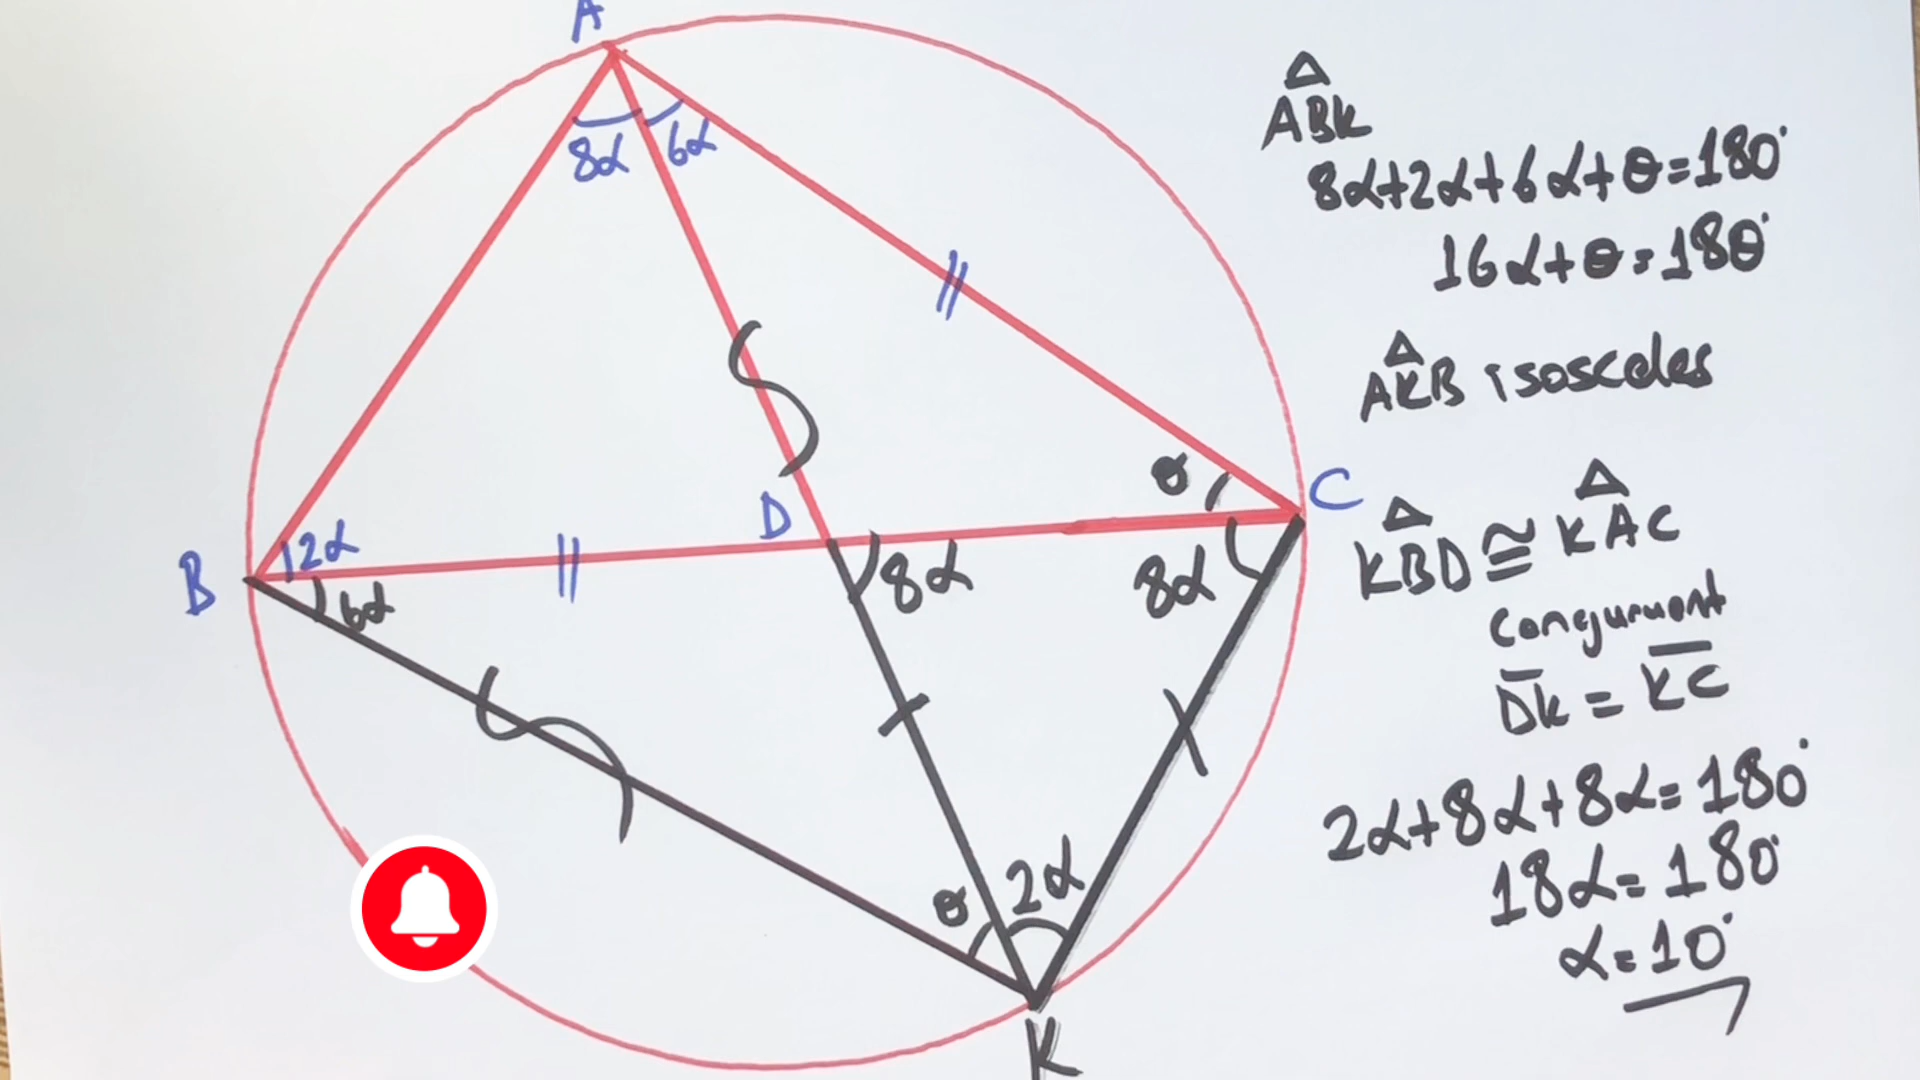 A
8α 6α
B
12α
6α
D
8α
θ
C
8α
θ
2α
K
ABK
8α+2α+6α+θ=180°
16α+θ=180°
AKB isosceles
KBD≅KAC
DK = KC
2α+8α+8α=180°
18α=180°
α=10°